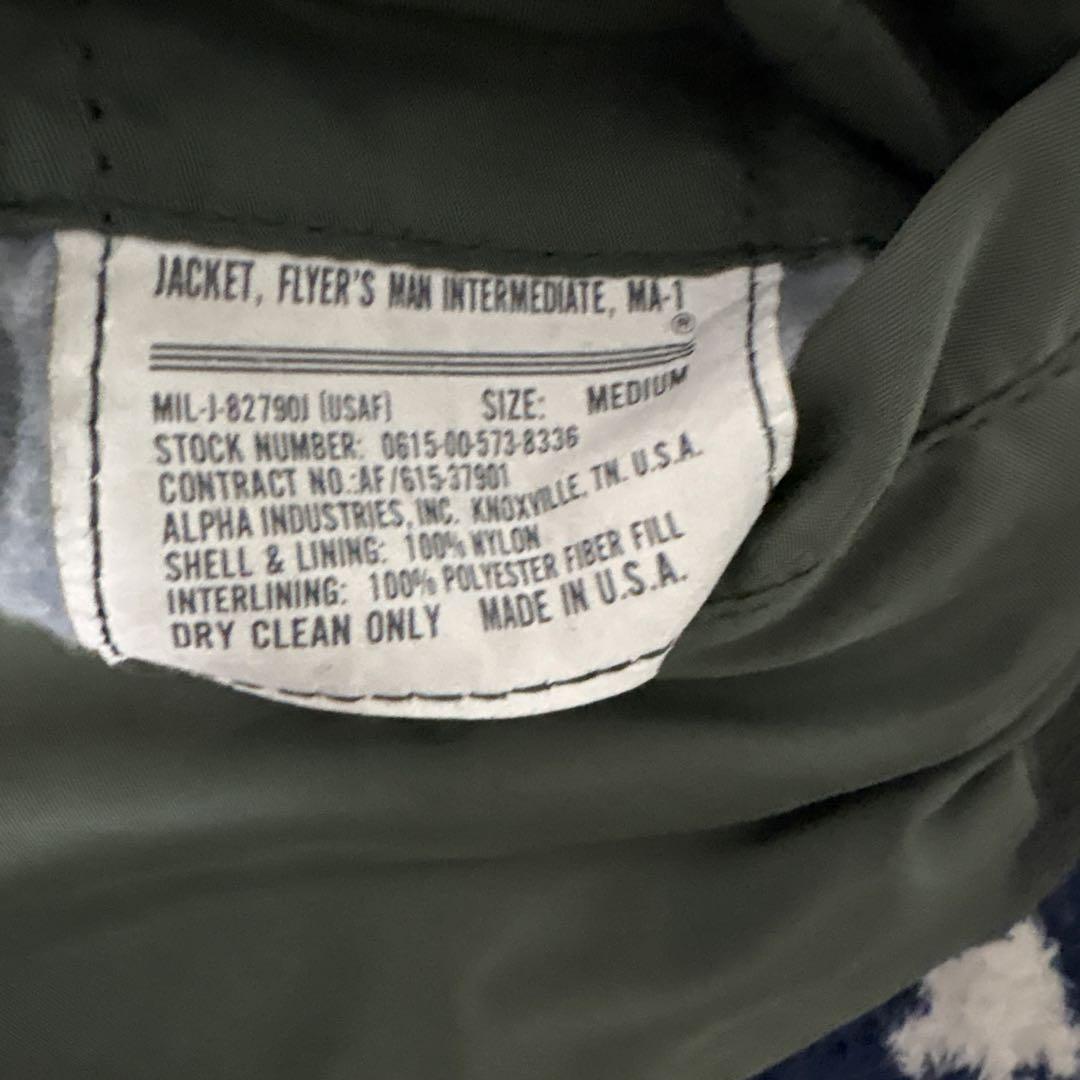 JACKET, FLYER'S MAN INTERMEDIATE, MA-1
®
MIL-J-82790J (USAF) SIZE: MEDIUM
STOCK NUMBER: 0615-00-573-8336
CONTRACT NO.:AF/615-37901
ALPHA INDUSTRIES, INC. KNOXVILLE, TN. U.S.A.
SHELL & LINING: 100% NYLON
INTERLINING: 100% POLYESTER FIBER FILL
DRY CLEAN ONLY MADE IN U.S.A.